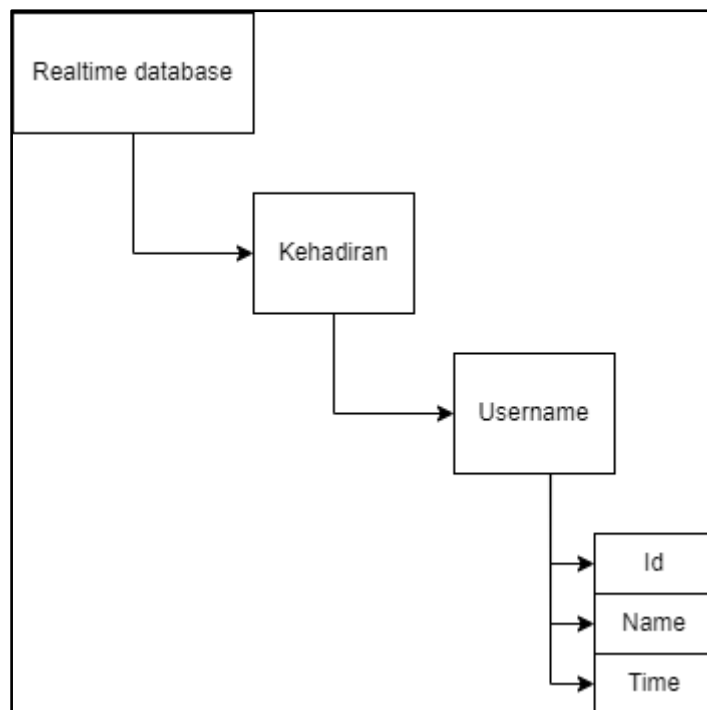 Realtime database
Kehadiran
Username
Id
Name
Time